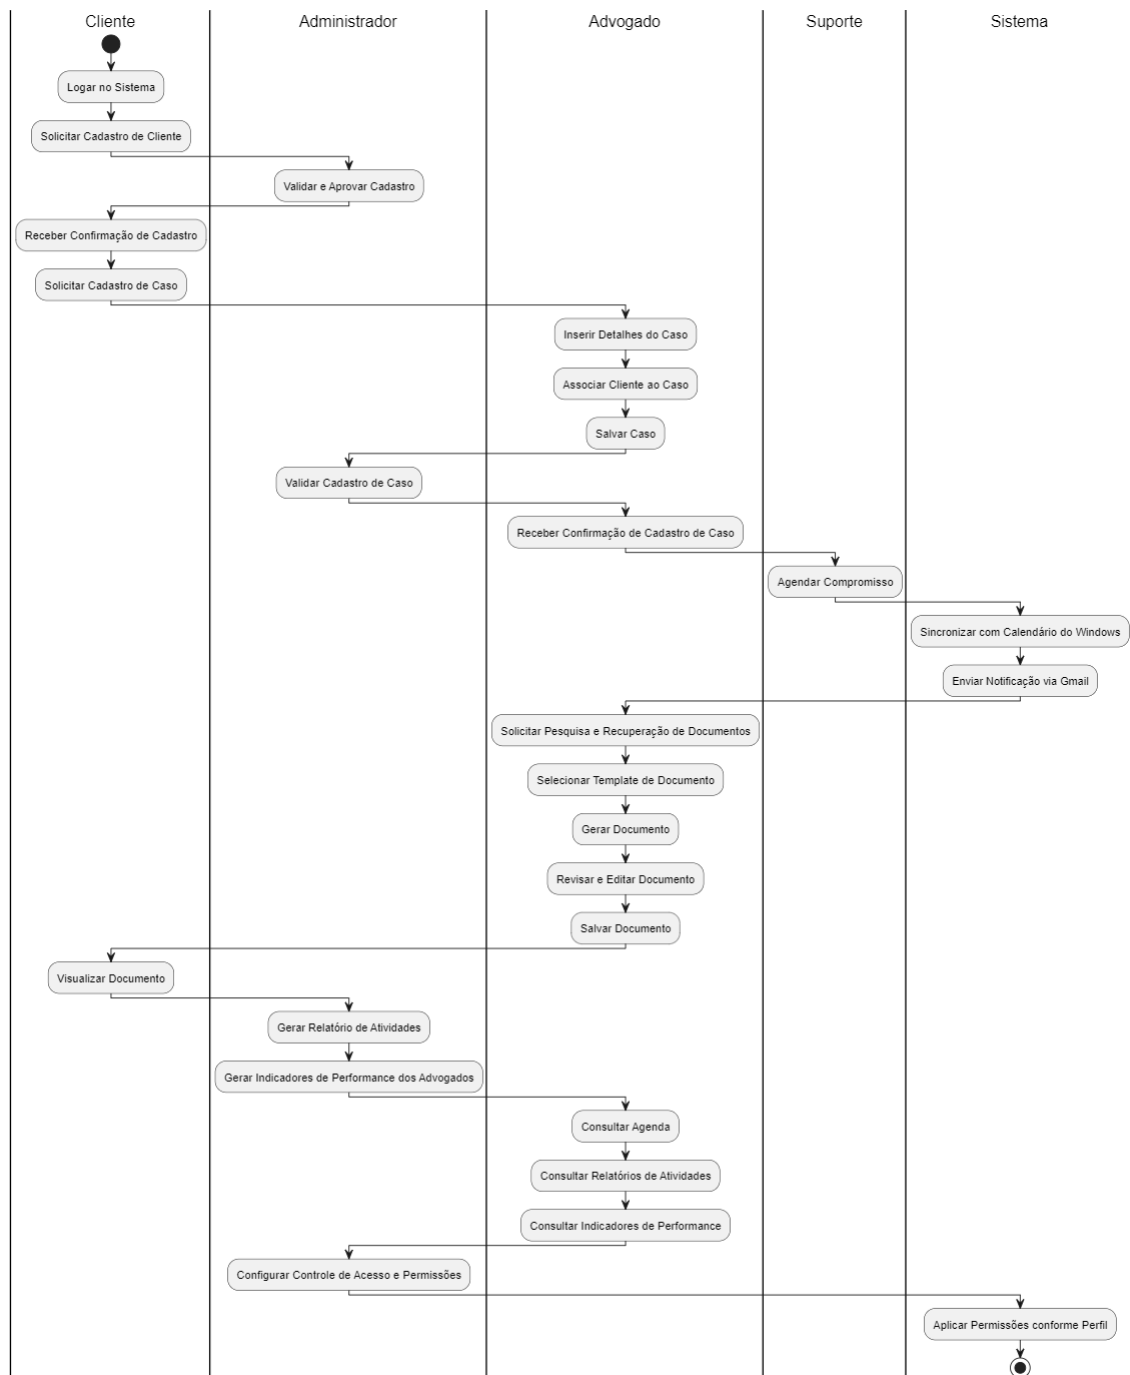 Cliente
Administrador
Advogado
Suporte
Sistema
Logar no Sistema
Solicitar Cadastro de Cliente
Validar e Aprovar Cadastro
Receber Confirmação de Cadastro
Solicitar Cadastro de Caso
Inserir Detalhes do Caso
Associar Cliente ao Caso
Salvar Caso
Validar Cadastro de Caso
Receber Confirmação de Cadastro de Caso
Agendar Compromisso
Sincronizar com Calendário do Windows
Enviar Notificação via Gmail
Solicitar Pesquisa e Recuperação de Documentos
Selecionar Template de Documento
Gerar Documento
Revisar e Editar Documento
Salvar Documento
Visualizar Documento
Gerar Relatório de Atividades
Gerar Indicadores de Performance dos Advogados
Consultar Agenda
Consultar Relatórios de Atividades
Consultar Indicadores de Performance
Configurar Controle de Acesso e Permissões
Aplicar Permissões conforme Perfil